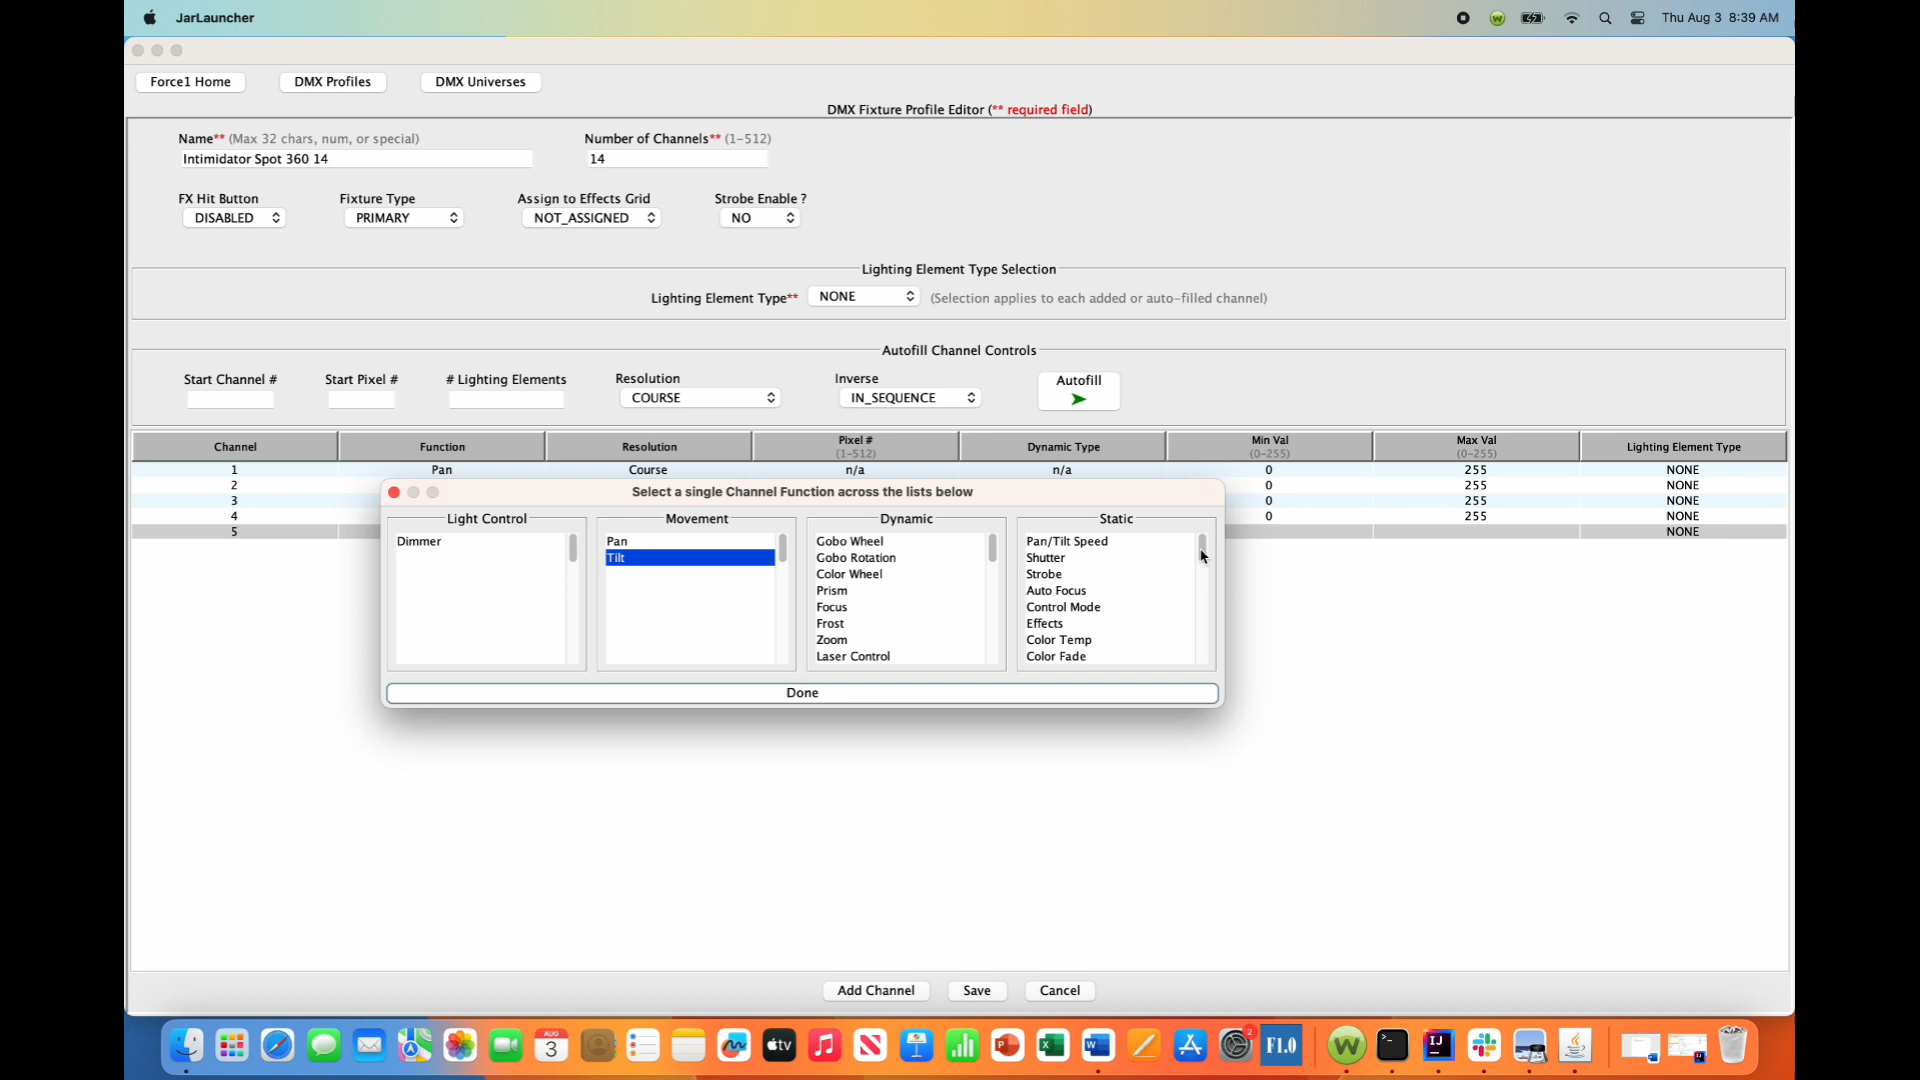 JarLauncher
Thu Aug 3 8:39 AM
Force1 Home DMX Profiles DMX Universes
DMX Fixture Profile Editor (** required field)
Name** (Max 32 chars, num, or special) Number of Channels** (1-512)
Intimidator Spot 360 14 14
FX Hit Button Fixture Type Assign to Effects Grid Strobe Enable ?
DISABLED PRIMARY NOT_ASSIGNED NO
Lighting Element Type Selection
Lighting Element Type** NONE (Selection applies to each added or auto-filled channel)
Autofill Channel Controls
Start Channel # Start Pixel # # Lighting Elements Resolution Inverse Autofill
COURSE IN_SEQUENCE
Channel Function Resolution Pixel # (1-512) Dynamic Type Min Val (0-255) Max Val (0-255) Lighting Element Type
1 Pan Course n/a n/a 0 255 NONE
2 0 255 NONE
3 0 255 NONE
4 0 255 NONE
5 NONE
Select a single Channel Function across the lists below
Light Control Movement Dynamic Static
Dimmer Pan Gobo Wheel Pan/Tilt Speed
Tilt Gobo Rotation Shutter
Color Wheel Strobe
Prism Auto Focus
Focus Control Mode
Frost Effects
Zoom Color Temp
Laser Control Color Fade
Done
Add Channel Save Cancel
AUG
3
tv
2
F1.0
IJ